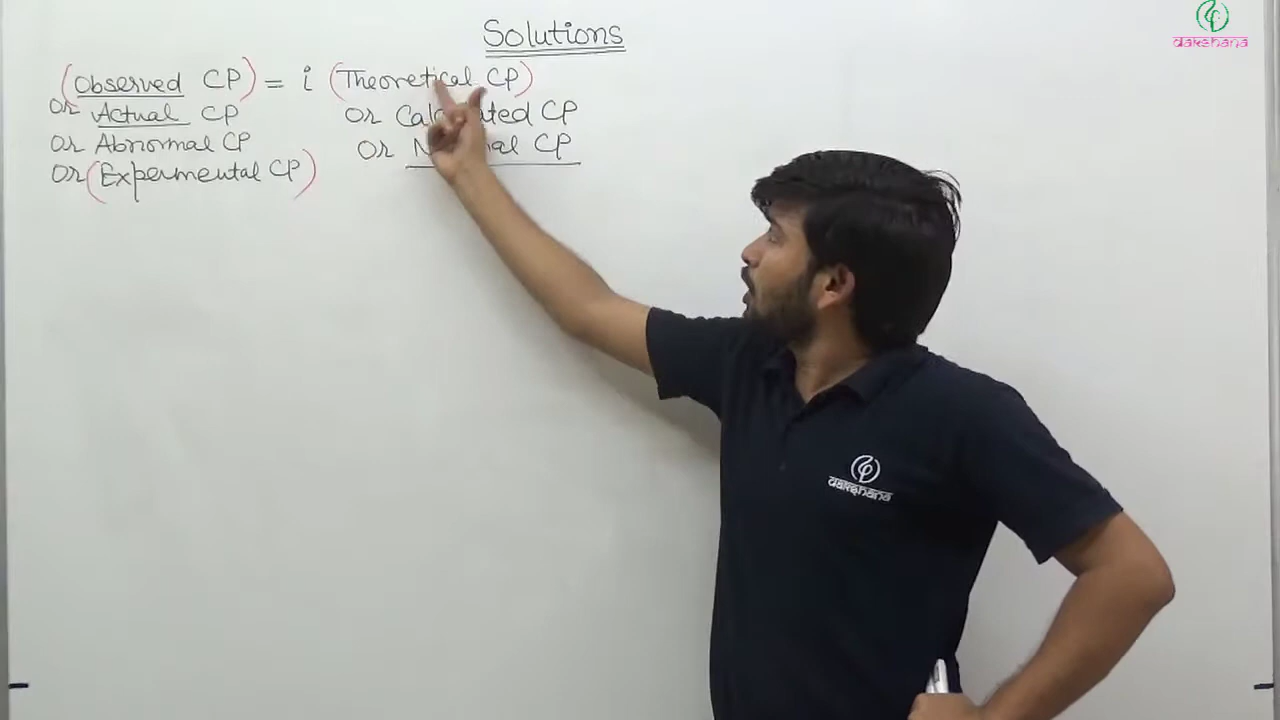 Solutions
dakshana
(Observed CP) = i (Theoretical CP)
or Actual CP or Calculated CP
or Abnormal CP or Normal CP
or (Expermental CP)
dakshana